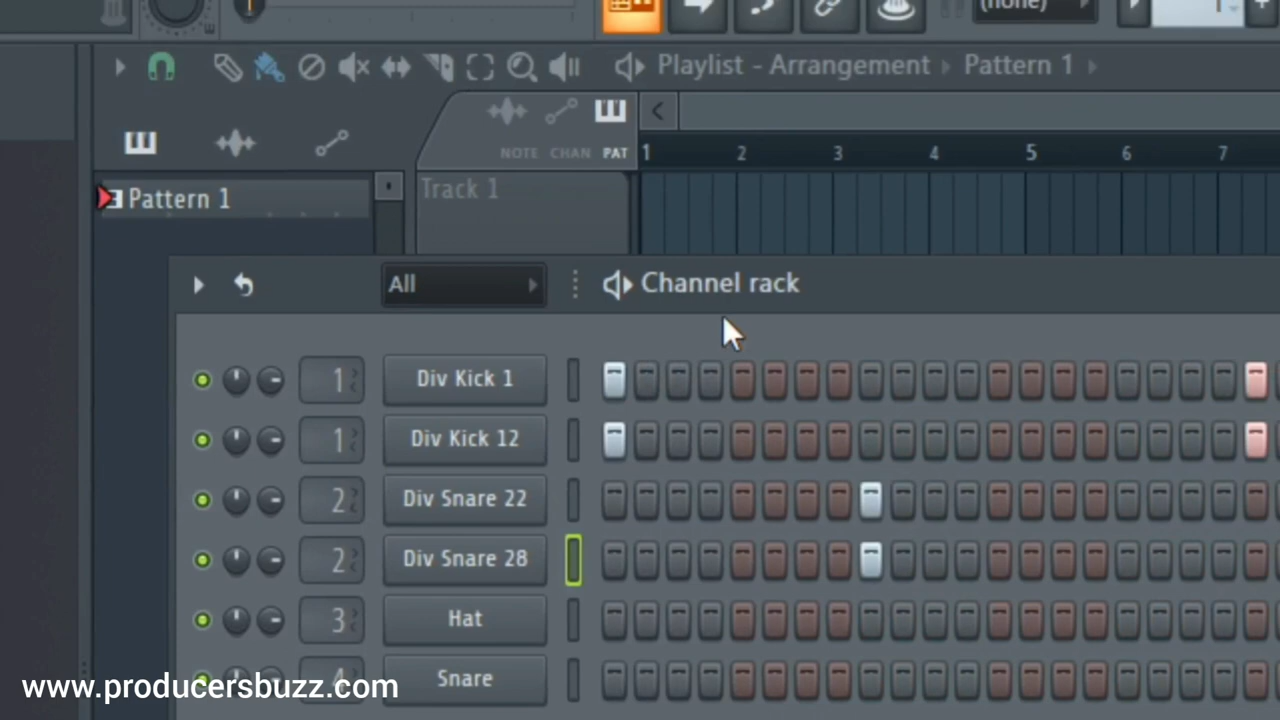 (none)
1
Playlist - Arrangement › Pattern 1 ›
NOTE CHAN PAT
1 2 3 4 5 6 7
Pattern 1
Track 1
All
Channel rack
1 Div Kick 1
1 Div Kick 12
2 Div Snare 22
2 Div Snare 28
3 Hat
4 Snare
www.producersbuzz.com